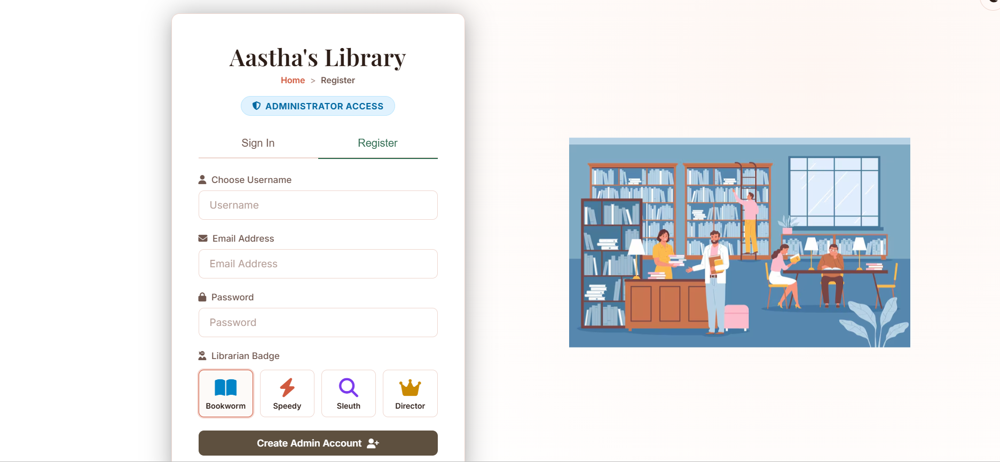 Aastha's Library
Home > Register
ADMINISTRATOR ACCESS
Sign In Register
Choose Username
Username
Email Address
Email Address
Password
Password
Librarian Badge
Bookworm Speedy Sleuth Director
Create Admin Account